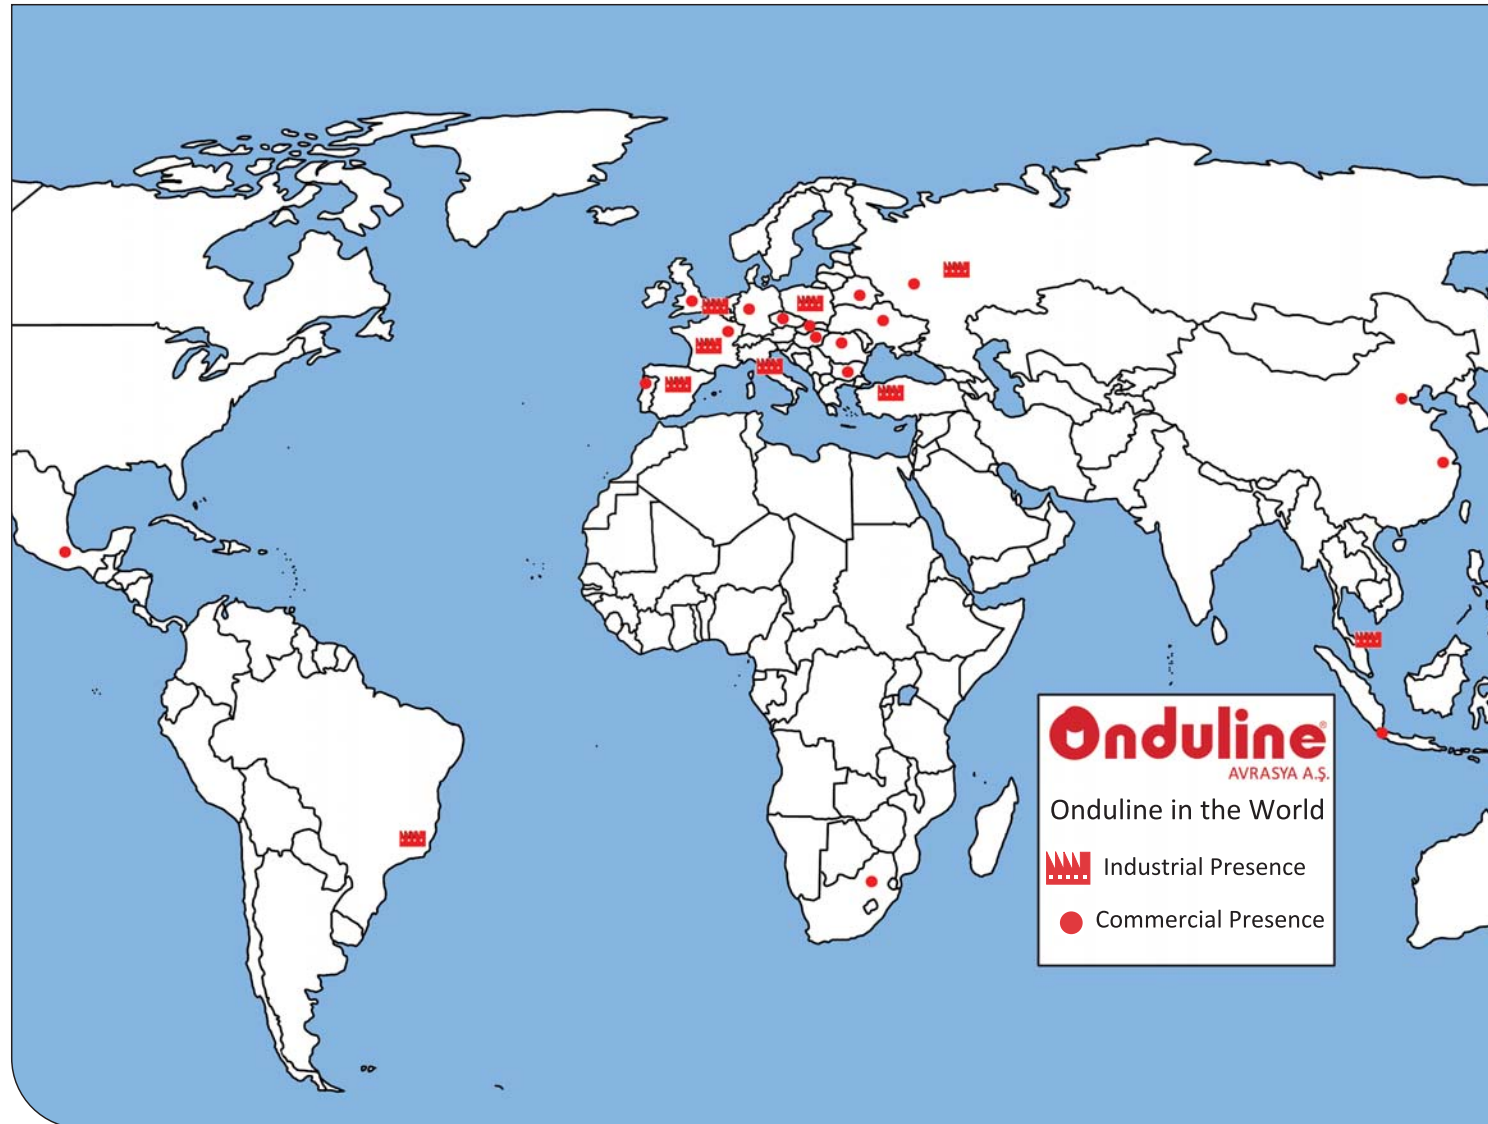 Onduline®
AVRASYA A.Ş.
Onduline in the World
Industrial Presence
Commercial Presence